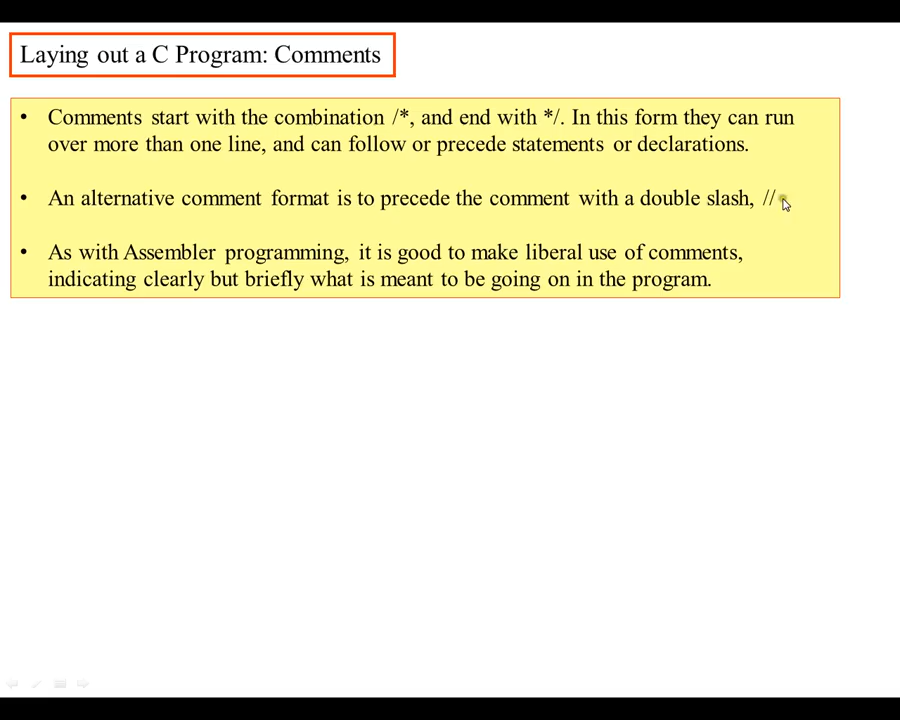 Laying out a C Program: Comments
• Comments start with the combination /*, and end with */. In this form they can run
over more than one line, and can follow or precede statements or declarations.
• An alternative comment format is to precede the comment with a double slash, //
• As with Assembler programming, it is good to make liberal use of comments,
indicating clearly but briefly what is meant to be going on in the program.